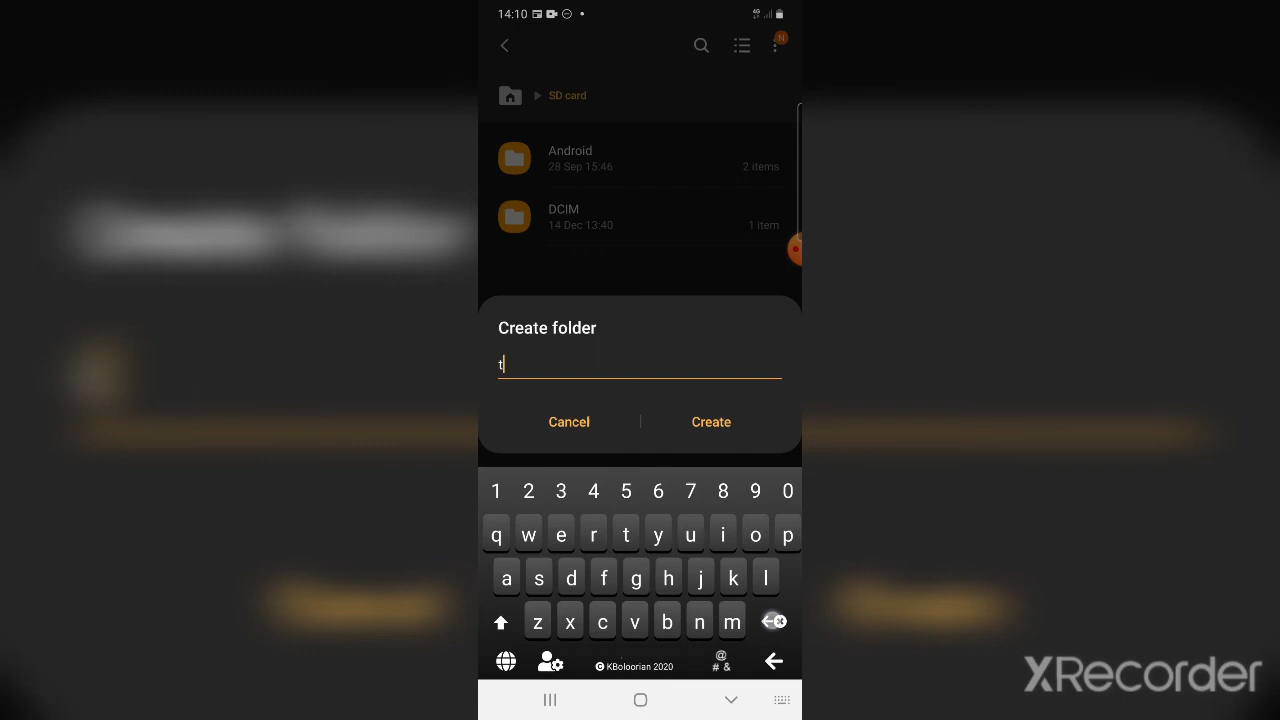 14:10
4G
N
SD card
Android
28 Sep 15:46
2 items
DCIM
14 Dec 13:40
1 item
Create folder
t
Cancel
Create
1 2 3 4 5 6 7 8 9 0
q w e r t y u i o p
a s d f g h j k l
z x c v b n m
© KBoloorian 2020
@
# &
XRecorder